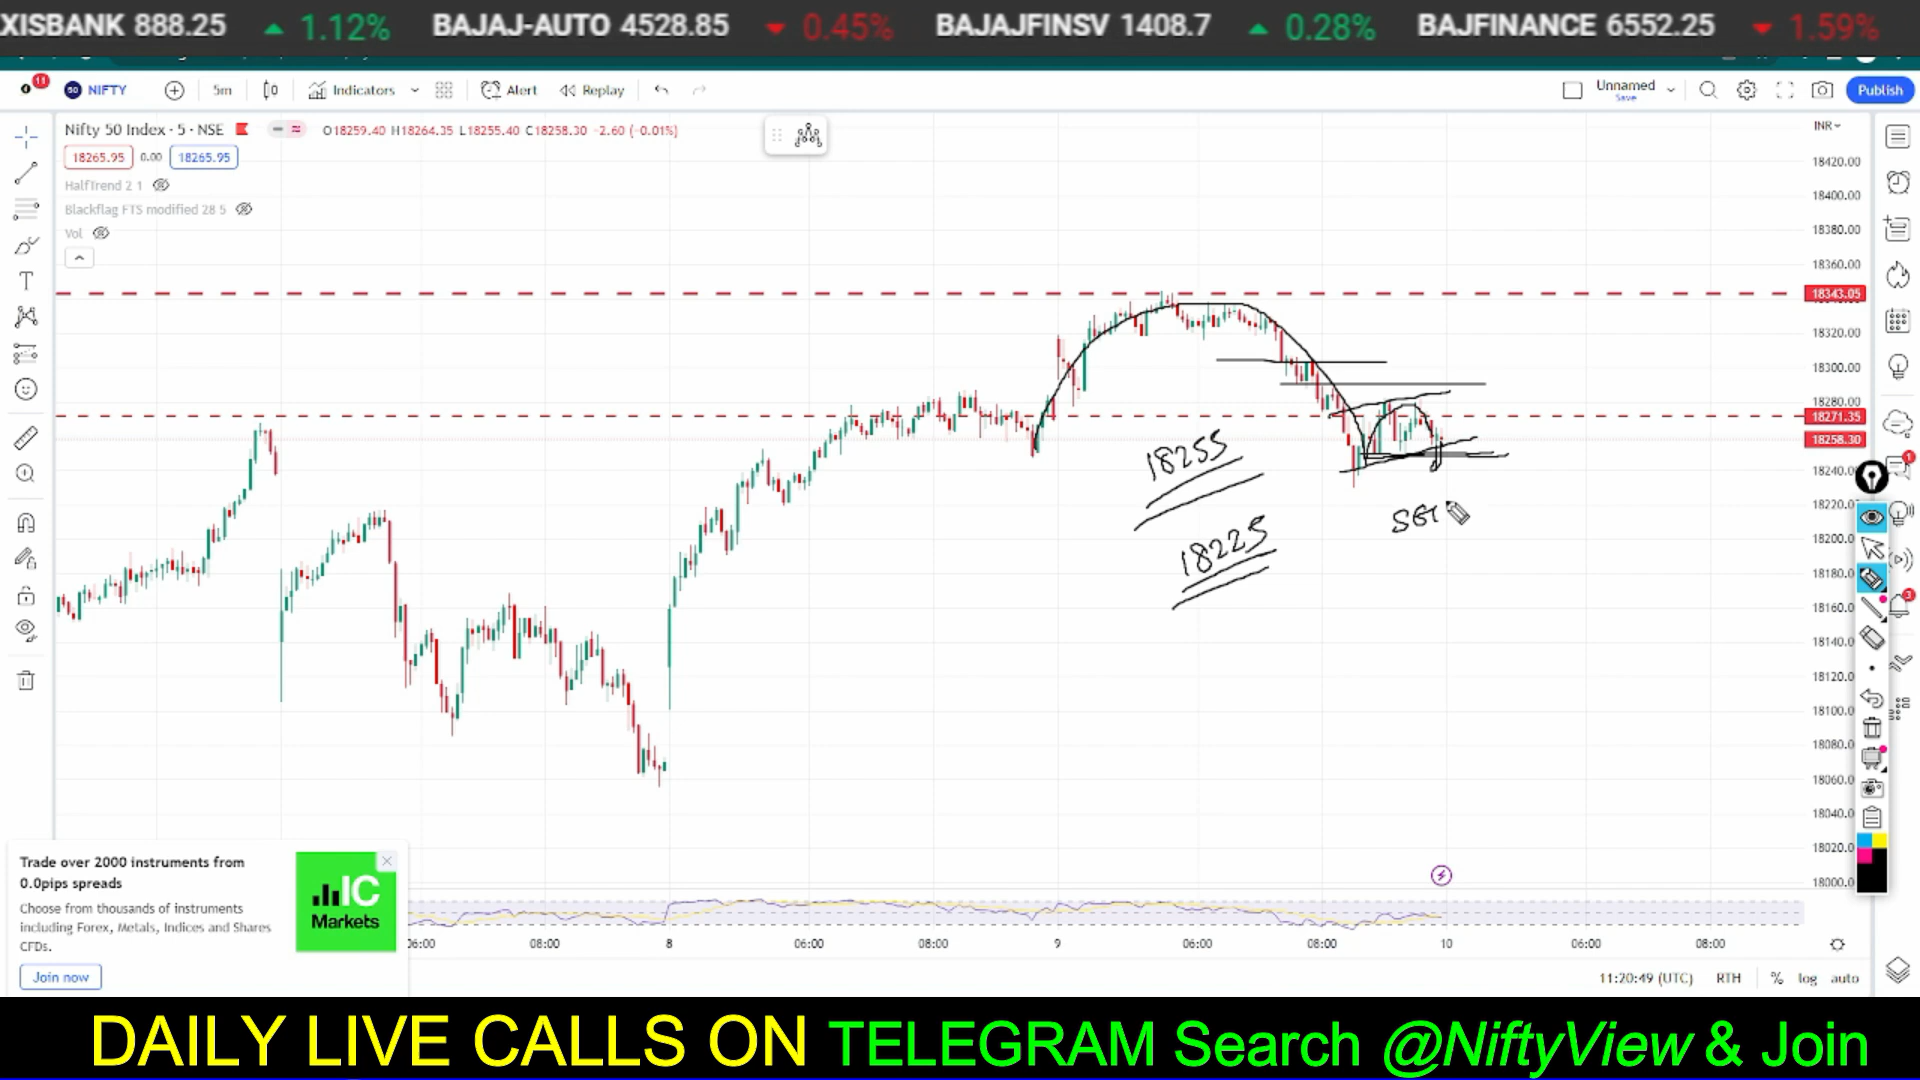 XISBANK 888.25 ▲ 1.12% BAJAJ-AUTO 4528.85 ▼ 0.45% BAJAJFINSV 1408.7 ▲ 0.28% BAJFINANCE 6552.25 ▼ 1.59%
11
50 NIFTY 5m Indicators Alert Replay Unnamed Save Publish
Nifty 50 Index · 5 · NSE O18259.40 H18264.35 L18255.40 C18258.30 -2.60 (-0.01%)
INR
18265.95 0.00 18265.95
HalfTrend 2 1
Blackflag FTS modified 28 5
Vol
18420.00
18400.00
18380.00
18360.00
18343.05
18320.00
18300.00
18280.00
18271.35
18258.30
18240.0
18220.0
18200.0
18180.0
18160.0
18140.0
18120.0
18100.0
18080.0
18060.0
18040.0
18020.0
18000.0
18255
18225
1
3
Trade over 2000 instruments from
0.0pips spreads
Choose from thousands of instruments
including Forex, Metals, Indices and Shares
CFDs.
Join now
IC
Markets
06:00 08:00 8 06:00 08:00 9 06:00 08:00 10 06:00 08:00
11:20:49 (UTC) RTH % log auto
DAILY LIVE CALLS ON TELEGRAM Search @NiftyView & Join